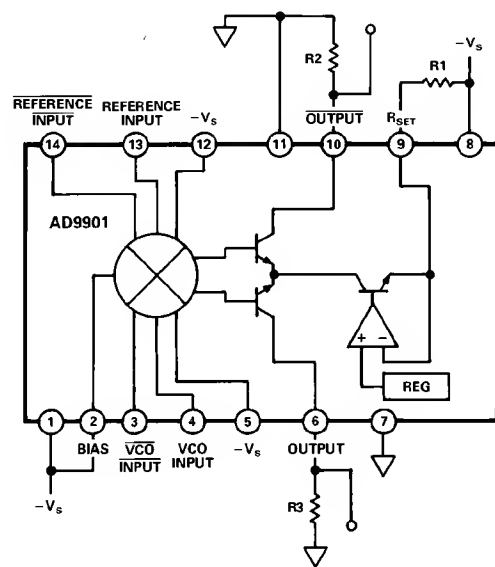 −Vs
R2
R1
REFERENCE
INPUT
REFERENCE
INPUT
−Vs
OUTPUT
RSET
14
13
12
11
10
9
8
AD9901
+ −
REG
1
2
3
4
5
6
7
BIAS
VCO
INPUT
VCO
INPUT
−Vs
OUTPUT
−Vs
R3